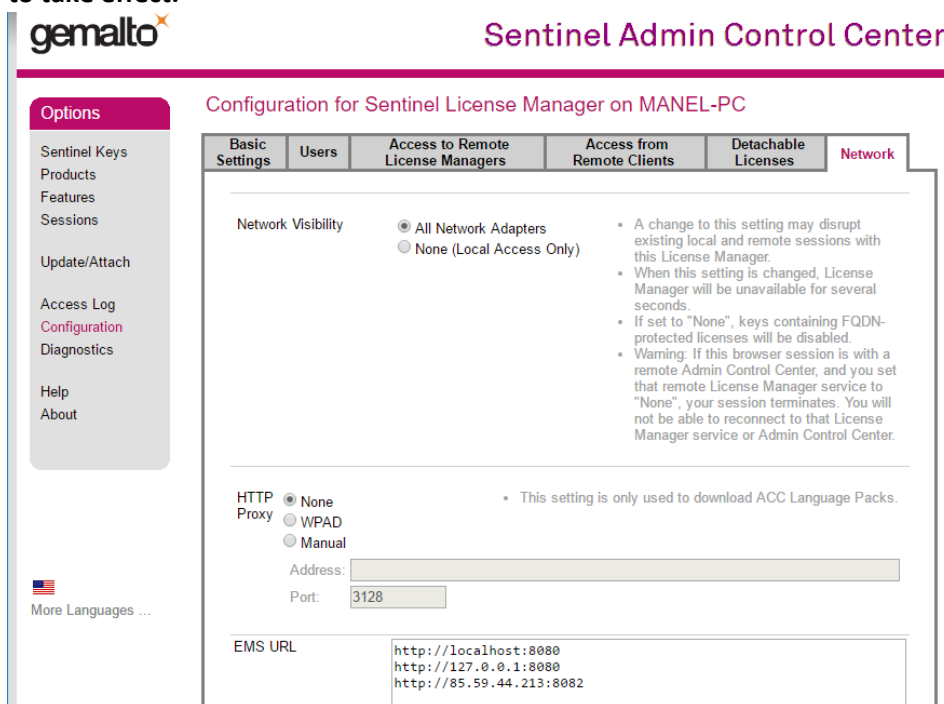 to take effect.
gemalto
Sentinel Admin Control Center
Options
Sentinel Keys
Products
Features
Sessions
Update/Attach
Access Log
Configuration
Diagnostics
Help
About
More Languages ...
Configuration for Sentinel License Manager on MANEL-PC
Basic Settings
Users
Access to Remote License Managers
Access from Remote Clients
Detachable Licenses
Network
Network Visibility
All Network Adapters
None (Local Access Only)
• A change to this setting may disrupt
existing local and remote sessions with
this License Manager.
• When this setting is changed, License
Manager will be unavailable for several
seconds.
• If set to "None", keys containing FQDN-
protected licenses will be disabled.
• Warning: If this browser session is with a
remote Admin Control Center, and you set
that remote License Manager service to
"None", your session terminates. You will
not be able to reconnect to that License
Manager service or Admin Control Center.
HTTP Proxy
None
WPAD
Manual
• This setting is only used to download ACC Language Packs.
Address:
Port: 3128
EMS URL
http://localhost:8080
http://127.0.0.1:8080
http://85.59.44.213:8082